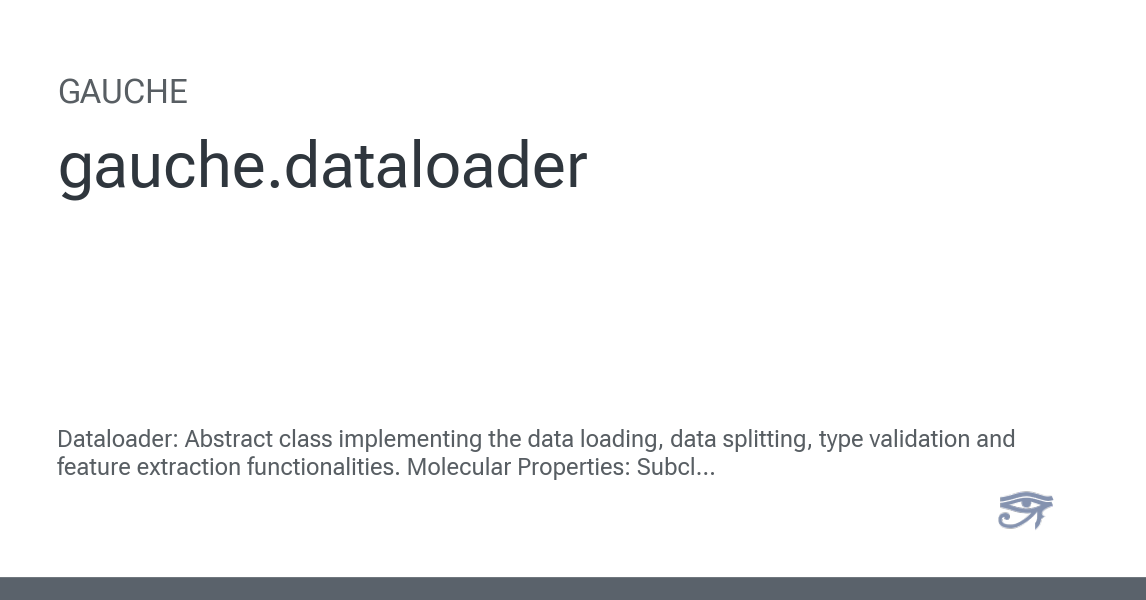 GAUCHE
gauche.dataloader
Dataloader: Abstract class implementing the data loading, data splitting, type validation and
feature extraction functionalities. Molecular Properties: Subcl...